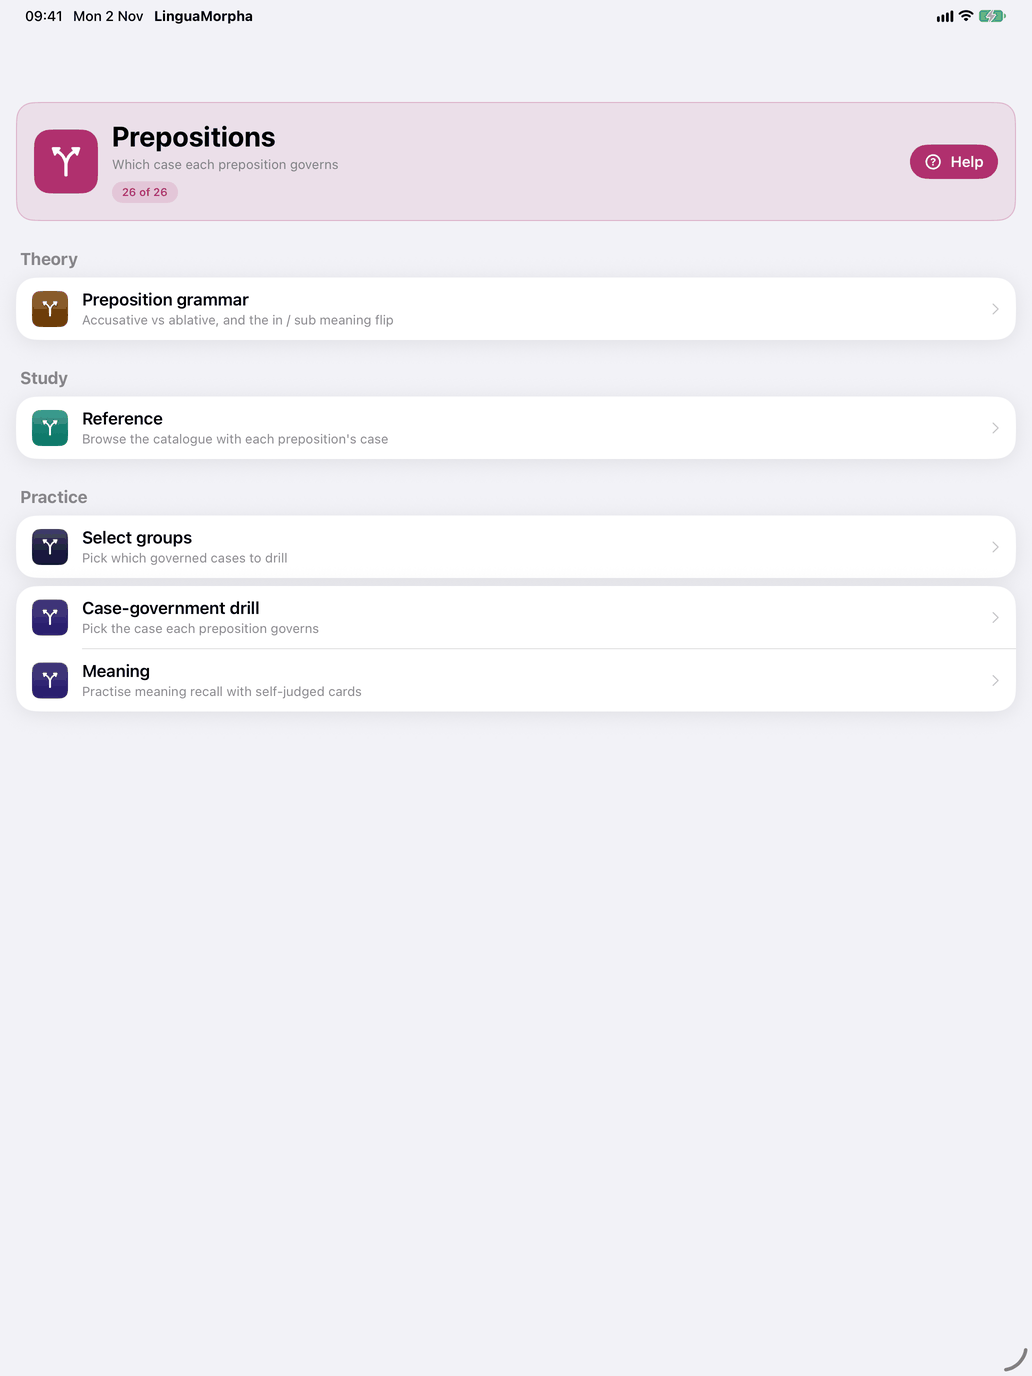 09:41 Mon 2 Nov LinguaMorpha
Prepositions
Which case each preposition governs
26 of 26
Help
Theory
Preposition grammar
Accusative vs ablative, and the in / sub meaning flip
Study
Reference
Browse the catalogue with each preposition's case
Practice
Select groups
Pick which governed cases to drill
Case-government drill
Pick the case each preposition governs
Meaning
Practise meaning recall with self-judged cards